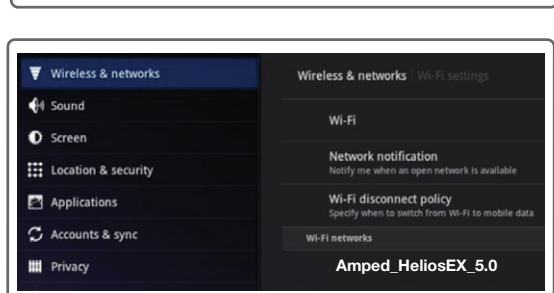 Wireless & networks
Sound
Screen
Location & security
Applications
Accounts & sync
Privacy
Wireless & networks | Wi-Fi settings
Wi-Fi
Network notification
Notify me when an open network is available
Wi-Fi disconnect policy
Specify when to switch from Wi-Fi to mobile data
Wi-Fi networks
Amped_HeliosEX_5.0